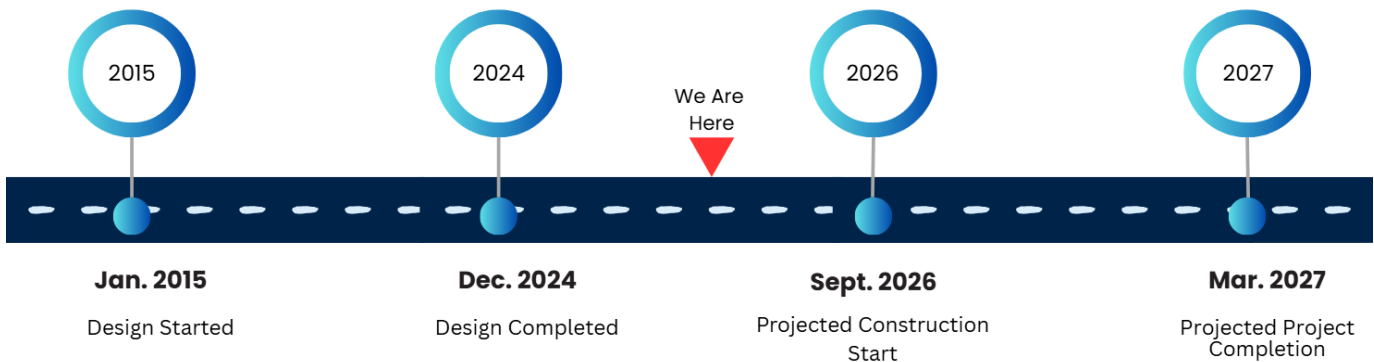 2015
2024
2026
2027
We Are
Here
Jan. 2015
Dec. 2024
Sept. 2026
Mar. 2027
Design Started
Design Completed
Projected Construction
Start
Projected Project
Completion